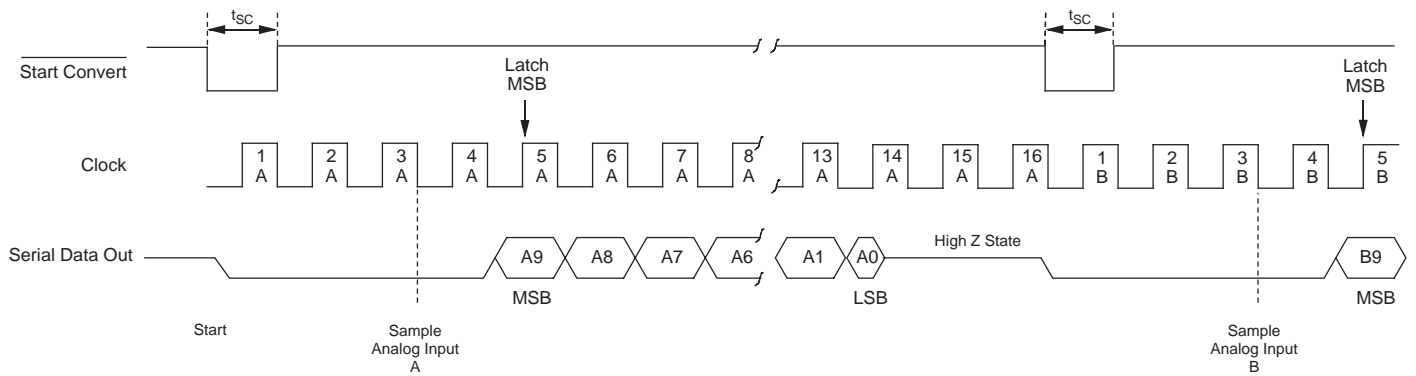 tSC
tSC
Start Convert
Latch
MSB
Latch
MSB
Clock
1 2 3 4 5 6 7 8 13 14 15 16 1 2 3 4 5
A A A A A A A A A A A A B B B B B
Serial Data Out
A9 A8 A7 A6 A1 A0 High Z State B9
MSB LSB MSB
Start
Sample
Analog Input
A
Sample
Analog Input
B